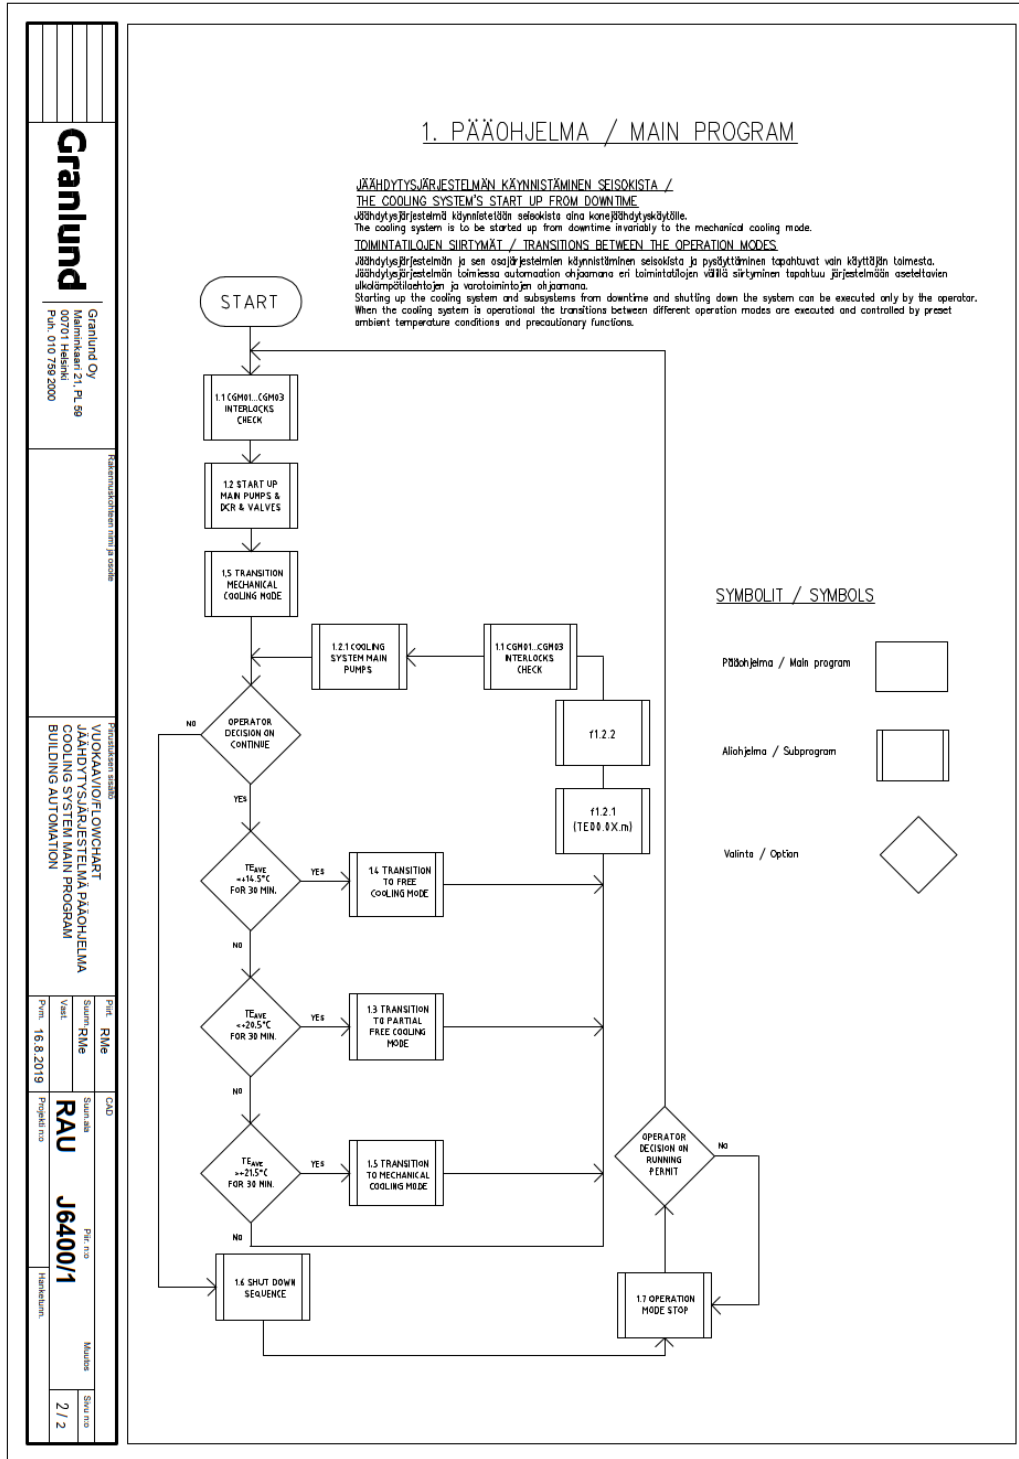 1. PÄÄOHJELMA / MAIN PROGRAM
JÄÄHDYTYSJÄRJESTELMÄN KÄYNNISTÄMINEN SEISOKISTA /
THE COOLING SYSTEM'S START UP FROM DOWNTIME
Jäähdytysjärjestelmä käynnistetään seisokista aina konejäähdytyskäytölle.
The cooling system is to be started up from downtime invariably to the mechanical cooling mode.
TOIMINTATILOJEN SIIRTYMÄT / TRANSITIONS BETWEEN THE OPERATION MODES
Jäähdytysjärjestelmän ja sen osajärjestelmien käynnistäminen seisokista ja pysäyttäminen tapahtuvat vain käyttäjän toimesta.
Jäähdytysjärjestelmän toimiessa automaation ohjaamana eri toimintatilojen välillä siirtyminen tapahtuu järjestelmään aseteltavien
ulkolämpötilaehtojen ja varotoimintojen ohjaamana.
Starting up the cooling system and subsystems from downtime and shutting down the system can be executed only by the operator.
When the cooling system is operational the transitions between different operation modes are executed and controlled by preset
ambient temperature conditions and precautionary functions.
START
1.1 CGM01...CGM03
INTERLOCKS
CHECK
1.2 START UP
MAIN PUMPS &
DCR & VALVES
1.5 TRANSITION
MECHANICAL
COOLING MODE
1.2.1 COOLING
SYSTEM MAIN
PUMPS
1.1 CGM01...CGM03
INTERLOCKS
CHECK
f1.2.2
f1.2.1
(TE00.0X.m)
NO
OPERATOR
DECISION ON
CONTINUE
YES
TEAVE
=+14.5°C
FOR 30 MIN.
YES
1.4 TRANSITION
TO FREE
COOLING MODE
NO
TEAVE
<+20.5°C
FOR 30 MIN.
YES
1.3 TRANSITION
TO PARTIAL
FREE COOLING
MODE
NO
TEAVE
>+21.5°C
FOR 30 MIN.
YES
1.5 TRANSITION
TO MECHANICAL
COOLING MODE
NO
1.6 SHUT DOWN
SEQUENCE
OPERATOR
DECISION ON
RUNNING
PERMIT
NO
1.7 OPERATION
MODE STOP
SYMBOLIT / SYMBOLS
Pääohjelma / Main program
Aliohjelma / Subprogram
Valinta / Option
Granlund
Granlund Oy
Malminkaari 21, PL 59
00701 Helsinki
Puh. 010 759 2000
Rakennuskohteen nimi ja osoite
Piirustuksen sisältö
VUOKAAVIO/FLOWCHART
JÄÄHDYTYSJÄRJESTELMÄ PÄÄOHJELMA
COOLING SYSTEM MAIN PROGRAM
BUILDING AUTOMATION
Piirt. RMe
Suunn. RMe
Vast.
Pvm. 16.8.2019
CAD
Suun.ala
RAU
Projekti n:o
Piir. n:o
J6400/1
Muutos
Hanketunn.
Sivu n:o
2 / 2